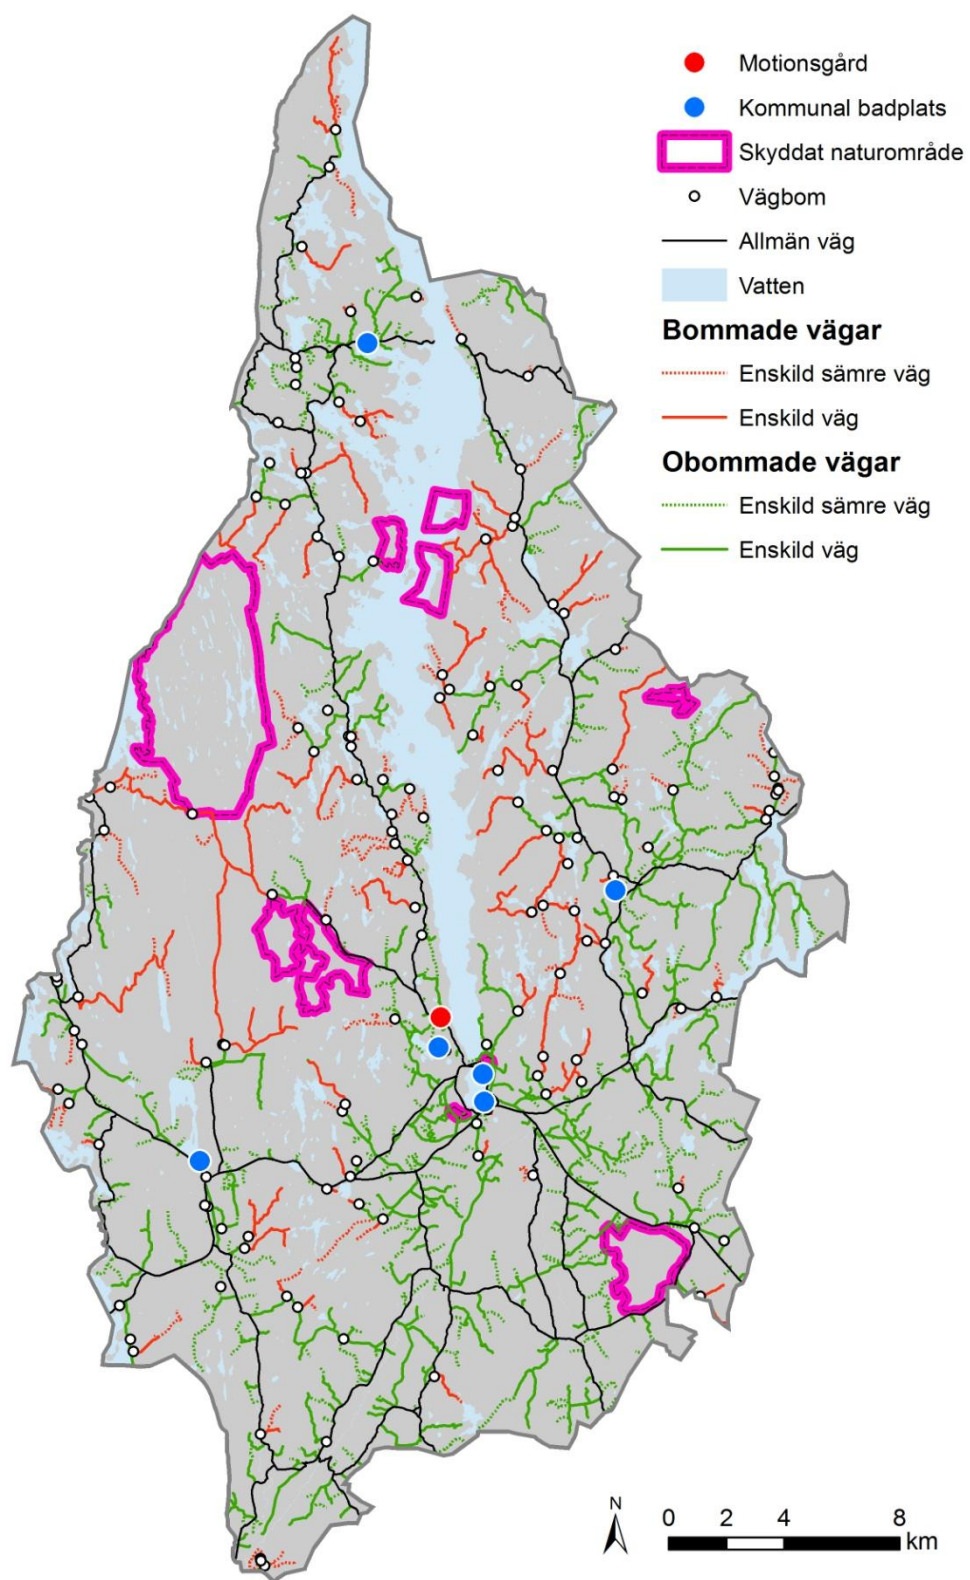 Motionsgård
Kommunal badplats
Skyddat naturområde
Vägbom
Allmän väg
Vatten
Bommade vägar
Enskild sämre väg
Enskild väg
Obommade vägar
Enskild sämre väg
Enskild väg
N
0 2 4 8
km